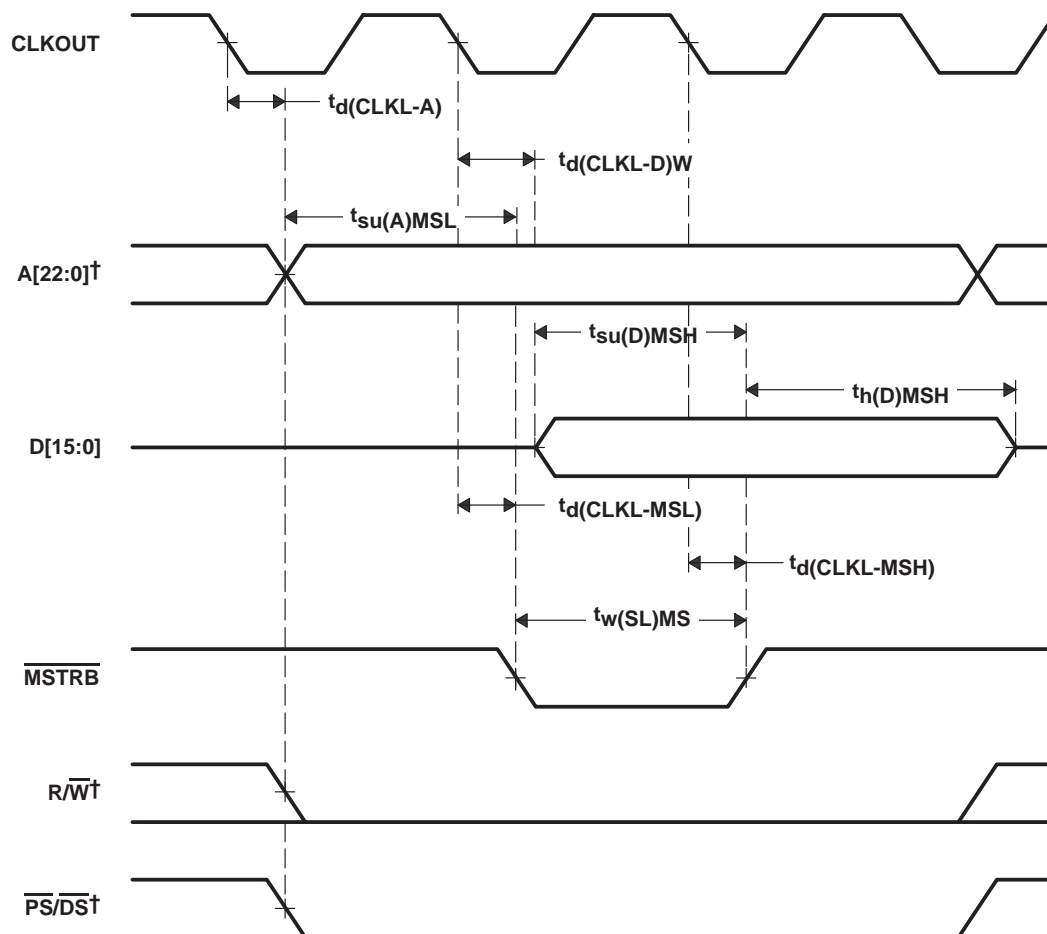 CLKOUT
td(CLKL-A)
td(CLKL-D)W
tsu(A)MSL
A[22:0]†
tsu(D)MSH
th(D)MSH
D[15:0]
td(CLKL-MSL)
td(CLKL-MSH)
tw(SL)MS
MSTRB
R/W†
PS/DS†